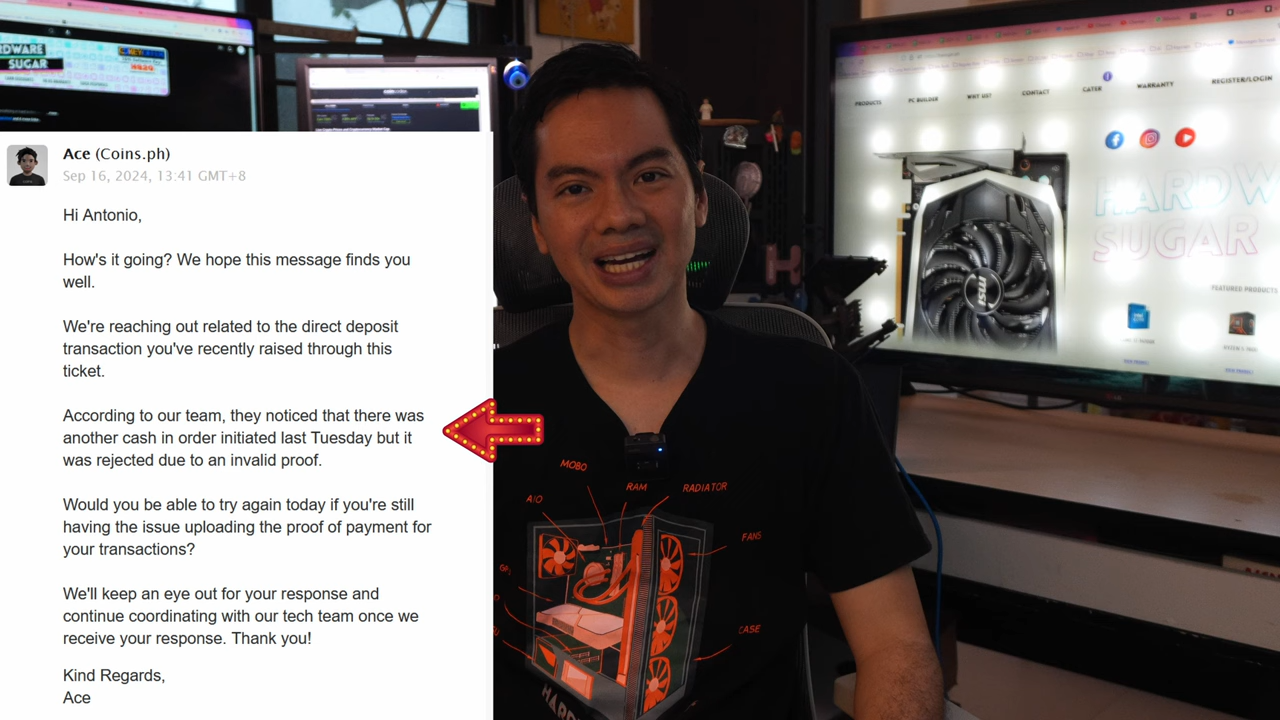 Ace (Coins.ph)
Sep 16, 2024, 13:41 GMT+8
Hi Antonio,
How's it going? We hope this message finds you
well.
We're reaching out related to the direct deposit
transaction you've recently raised through this
ticket.
According to our team, they noticed that there was
another cash in order initiated last Tuesday but it
was rejected due to an invalid proof.
Would you be able to try again today if you're still
having the issue uploading the proof of payment for
your transactions?
We'll keep an eye out for your response and
continue coordinating with our tech team once we
receive your response. Thank you!
Kind Regards,
Ace
SUGAR
PRODUCTS
PC BUILDER
WHY US?
CONTACT
CATER
WARRANTY
REGISTER/LOGIN
HARDW
SUGAR
FEATURED PRODUCTS
msi
MOBO
AIO
RAM
RADIATOR
FANS
CASE